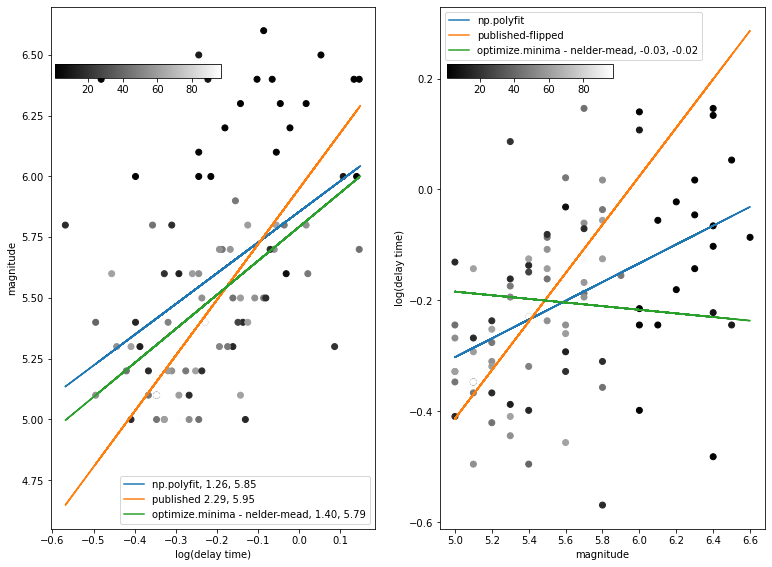 6.50
6.25
6.00
5.75
5.50
5.25
5.00
4.75
magnitude
20 40 60 80
np.polyfit, 1.26, 5.85
published 2.29, 5.95
optimize.minima - nelder-mead, 1.40, 5.79
−0.6 −0.5 −0.4 −0.3 −0.2 −0.1 0.0 0.1
log(delay time)
np.polyfit
published-flipped
optimize.minima - nelder-mead, -0.03, -0.02
20 40 60 80
0.2
0.0
−0.2
−0.4
−0.6
log(delay time)
5.0 5.2 5.4 5.6 5.8 6.0 6.2 6.4 6.6
magnitude